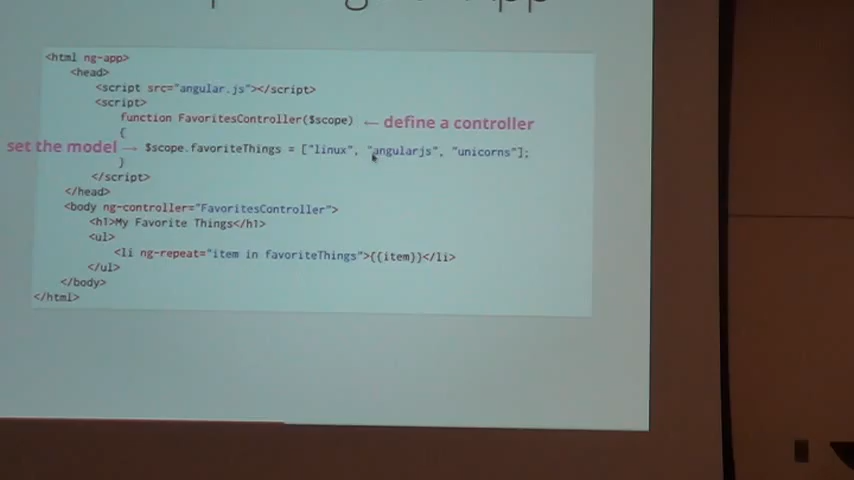 <html ng-app>
<head>
<script src="angular.js"></script>
<script>
function FavoritesController($scope) ← define a controller
{
set the model → $scope.favoriteThings = ["linux", "angularjs", "unicorns"];
}
</script>
</head>
<body ng-controller="FavoritesController">
<h1>My Favorite Things</h1>
<ul>
<li ng-repeat="item in favoriteThings">{{item}}</li>
</ul>
</body>
</html>